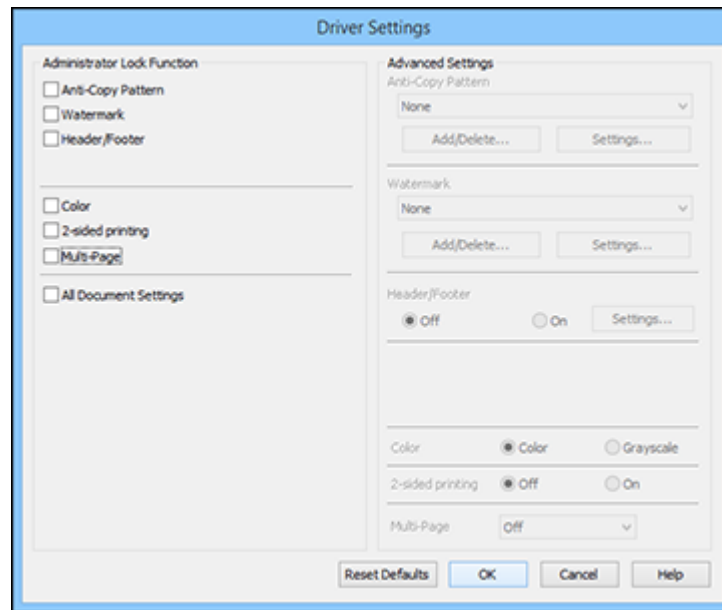 Driver Settings
Administrator Lock Function
Anti-Copy Pattern
Watermark
Header/Footer
Color
2-sided printing
Multi-Page
All Document Settings
Advanced Settings
Anti-Copy Pattern
None
Add/Delete... Settings...
Watermark
None
Add/Delete... Settings...
Header/Footer
Off On Settings...
Color Color Grayscale
2-sided printing Off On
Multi-Page Off
Reset Defaults OK Cancel Help